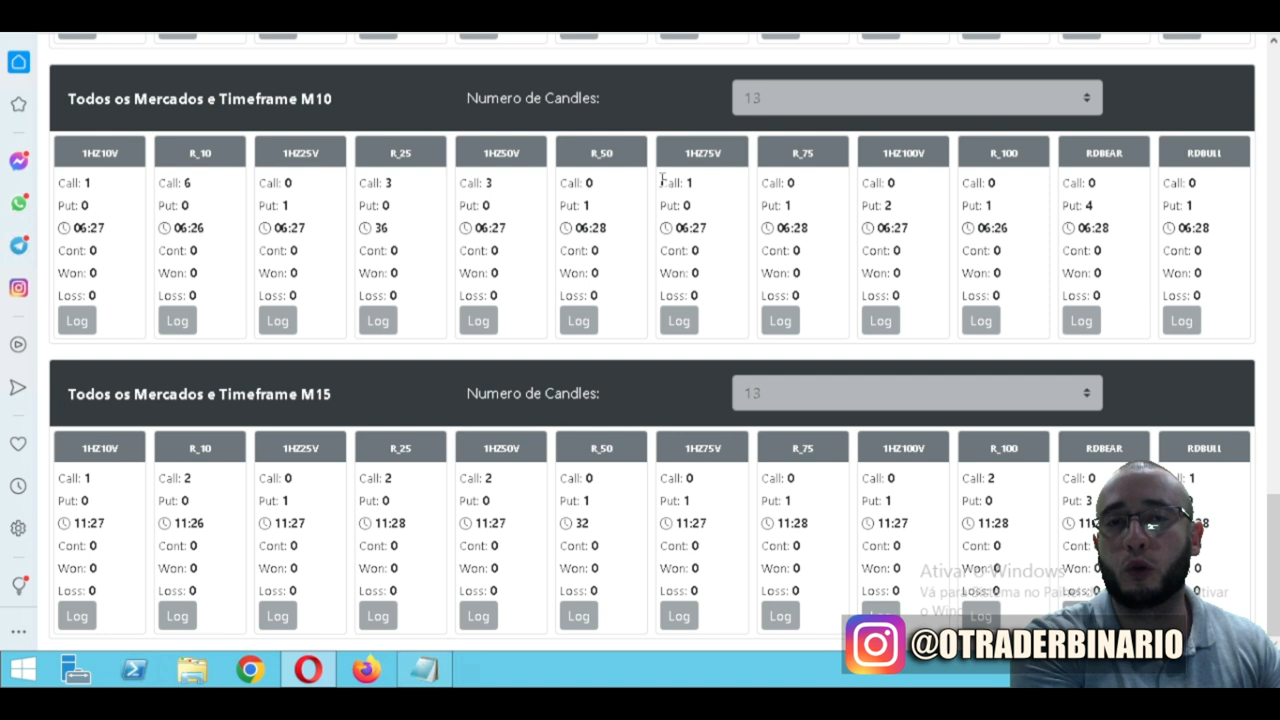 Todos os Mercados e Timeframe M10 Numero de Candles: 13
1HZ10V R_10 1HZ25V R_25 1HZ50V R_50 1HZ75V R_75 1HZ100V R_100 RDBEAR RDBULL
Call: 1 Call: 6 Call: 0 Call: 3 Call: 3 Call: 0 Call: 1 Call: 0 Call: 0 Call: 0 Call: 0 Call: 0
Put: 0 Put: 0 Put: 1 Put: 0 Put: 0 Put: 1 Put: 0 Put: 1 Put: 2 Put: 1 Put: 4 Put: 1
06:27 06:26 06:27 36 06:27 06:28 06:27 06:28 06:27 06:26 06:28 06:28
Cont: 0 Cont: 0 Cont: 0 Cont: 0 Cont: 0 Cont: 0 Cont: 0 Cont: 0 Cont: 0 Cont: 0 Cont: 0 Cont: 0
Won: 0 Won: 0 Won: 0 Won: 0 Won: 0 Won: 0 Won: 0 Won: 0 Won: 0 Won: 0 Won: 0 Won: 0
Loss: 0 Loss: 0 Loss: 0 Loss: 0 Loss: 0 Loss: 0 Loss: 0 Loss: 0 Loss: 0 Loss: 0 Loss: 0 Loss: 0
Log Log Log Log Log Log Log Log Log Log Log Log
Todos os Mercados e Timeframe M15 Numero de Candles: 13
1HZ10V R_10 1HZ25V R_25 1HZ50V R_50 1HZ75V R_75 1HZ100V R_100 RDBEAR RDBULL
Call: 1 Call: 2 Call: 0 Call: 2 Call: 2 Call: 0 Call: 0 Call: 0 Call: 0 Call: 2 Call: 1
Put: 0 Put: 0 Put: 1 Put: 0 Put: 0 Put: 1 Put: 1 Put: 1 Put: 1 Put: 0 Put: 3
11:27 11:26 11:27 11:28 11:27 32 11:27 11:28 11:27 11:28
Cont: 0 Cont: 0 Cont: 0 Cont: 0 Cont: 0 Cont: 0 Cont: 0 Cont: 0 Cont: 0 Cont: 0 Cont: 0
Won: 0 Won: 0 Won: 0 Won: 0 Won: 0 Won: 0 Won: 0 Won: 0 Won: 0 Won: 0 Won: 0
Loss: 0 Loss: 0 Loss: 0 Loss: 0 Loss: 0 Loss: 0 Loss: 0 Loss: 0 Loss: 0 Loss: 0 0
Log Log Log Log Log Log Log Log Log Log
Ativar o Windows
Vá para o Sistema no
o
@OTRADERBINARIO